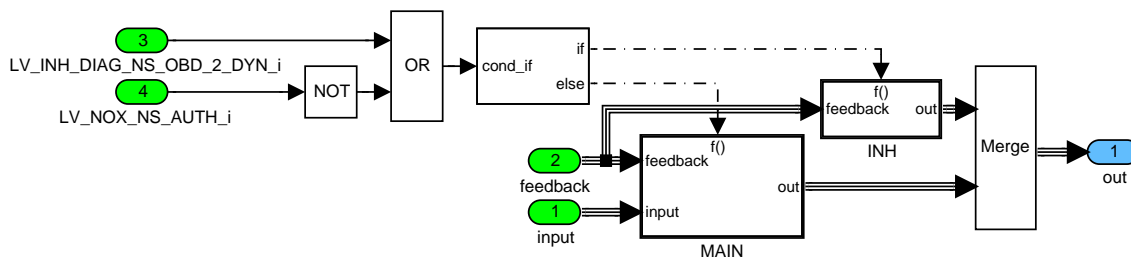 3
LV_INH_DIAG_NS_OBD_2_DYN_i
4
LV_NOX_NS_AUTH_i
NOT
OR
cond_if
if
else
f()
feedback
out
INH
f()
feedback
input
out
MAIN
2
feedback
1
input
Merge
1
out